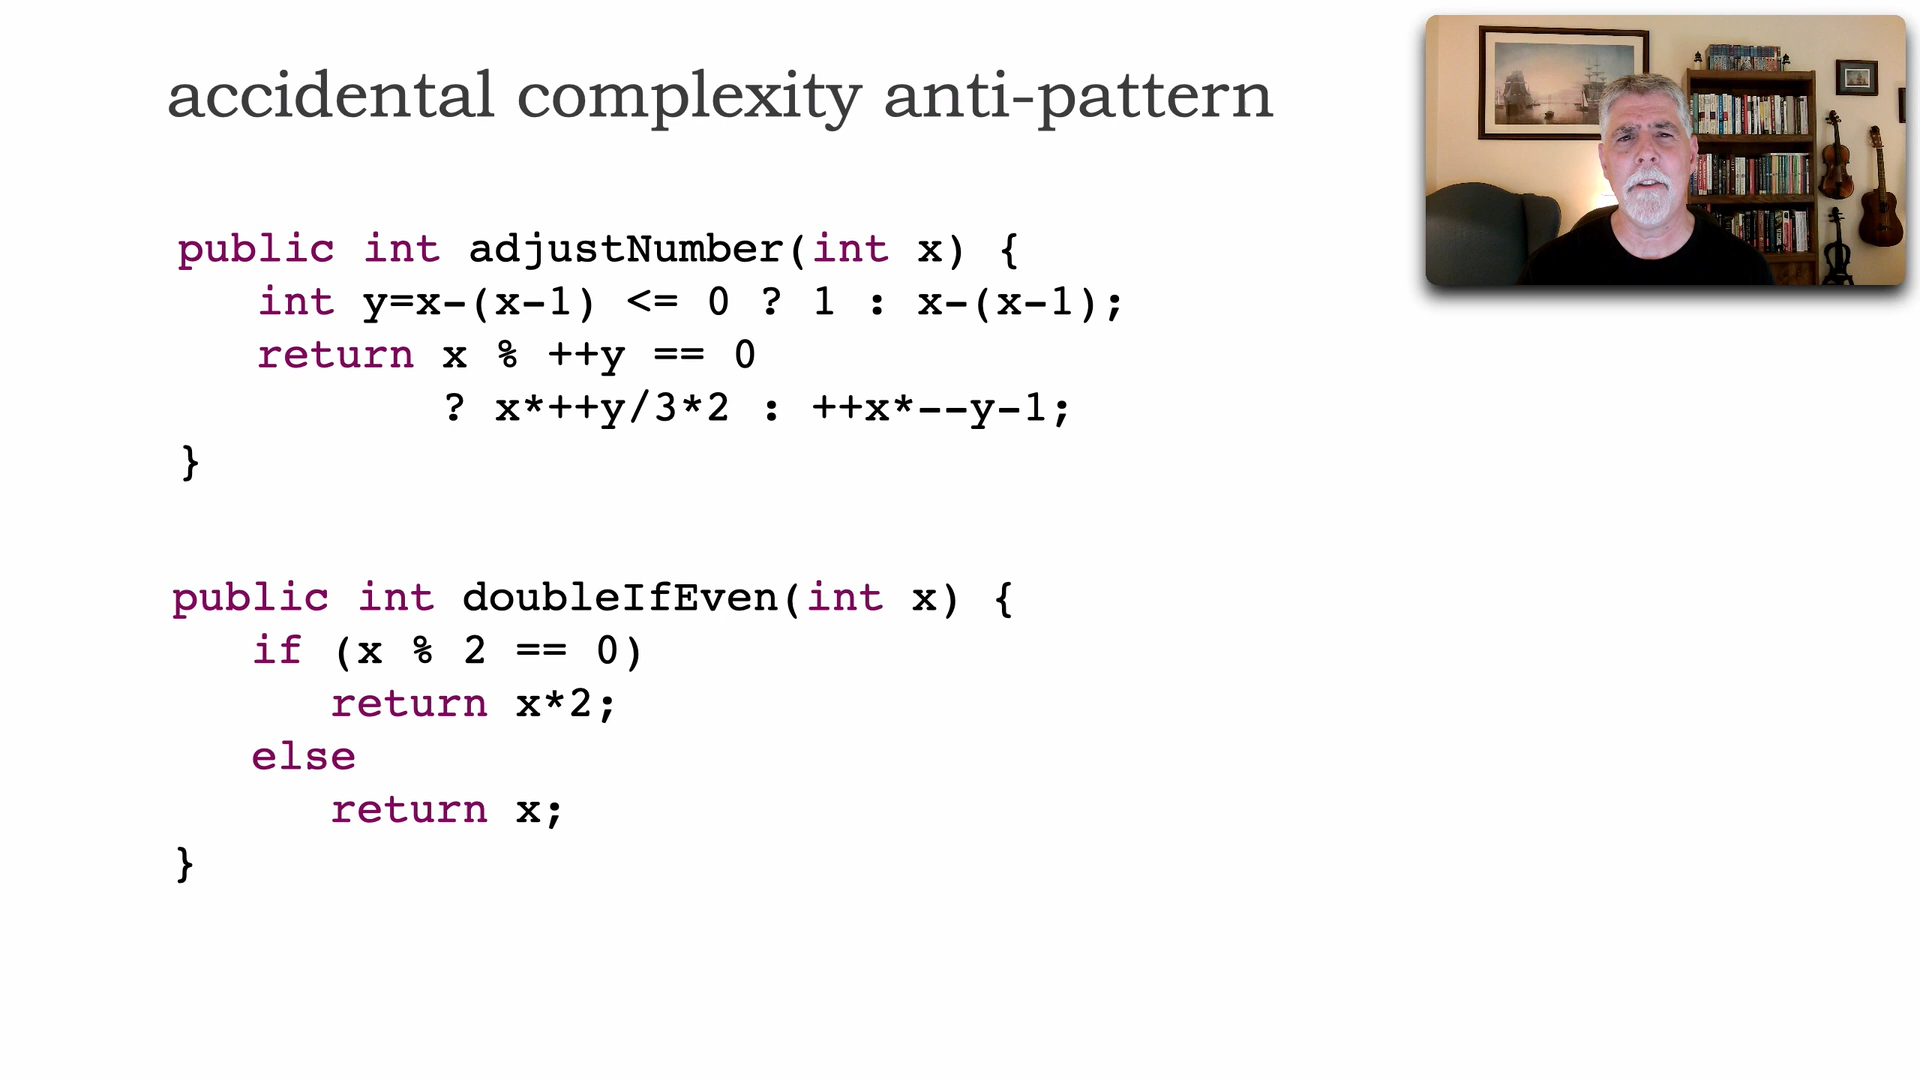 accidental complexity anti-pattern
public int adjustNumber(int x) {
int y=x-(x-1) <= 0 ? 1 : x-(x-1);
return x % ++y == 0
? x*++y/3*2 : ++x*--y-1;
}
public int doubleIfEven(int x) {
if (x % 2 == 0)
return x*2;
else
return x;
}